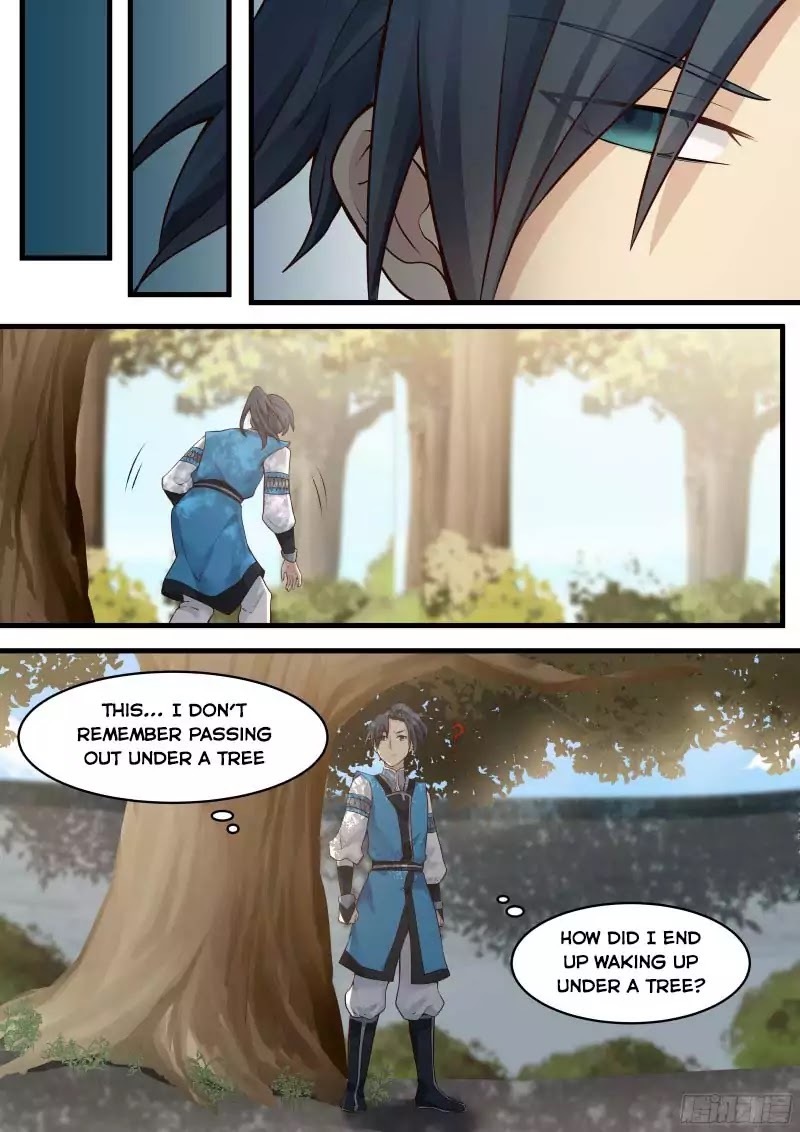 THIS... I DON'T
REMEMBER PASSING
OUT UNDER A TREE
?
HOW DID I END
UP WAKING UP
UNDER A TREE?